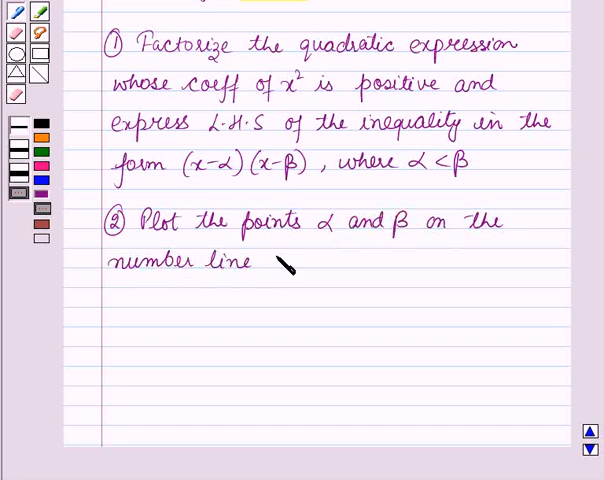 ① Factorize the quadratic expression
whose coeff of x² is positive and
express L.H.S of the inequality in the
form (x-α)(x-β), where α<β
② Plot the points α and β on the
number line